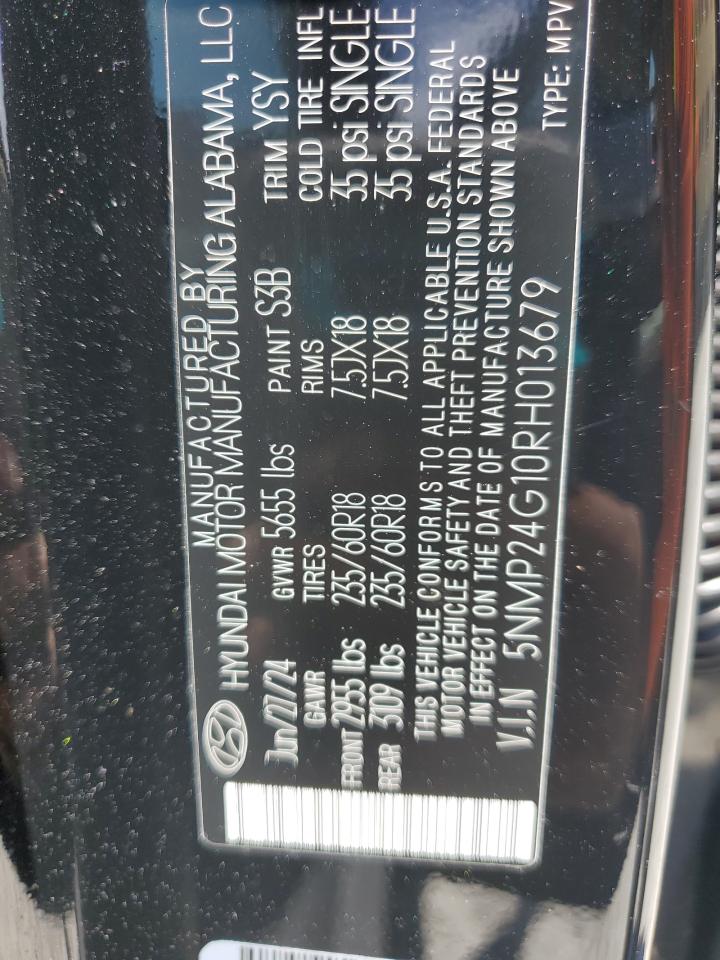 MANUFACTURED BY
HYUNDAI MOTOR MANUFACTURING ALABAMA, LLC
Jun/27/24 GVWR 5655 lbs PAINT S3B TRIM YSY
GAWR TIRES RIMS COLD TIRE INFL
FRONT 2955 lbs 235/60R18 7.5JX18 35 psi SINGLE
REAR 3109 lbs 235/60R18 7.5JX18 35 psi SINGLE
THIS VEHICLE CONFORMS TO ALL APPLICABLE U.S.A. FEDERAL
MOTOR VEHICLE SAFETY AND THEFT PREVENTION STANDARDS
IN EFFECT ON THE DATE OF MANUFACTURE SHOWN ABOVE
V.I.N 5NMP24G10RH013679 TYPE: MPV